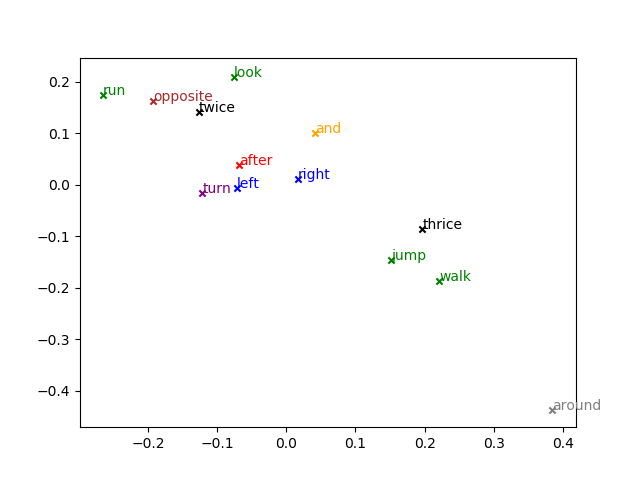 look
run
opposite
twice
and
after
right
left
turn
thrice
jump
walk
around
0.2
0.1
0.0
−0.1
−0.2
−0.3
−0.4
−0.2 −0.1 0.0 0.1 0.2 0.3 0.4